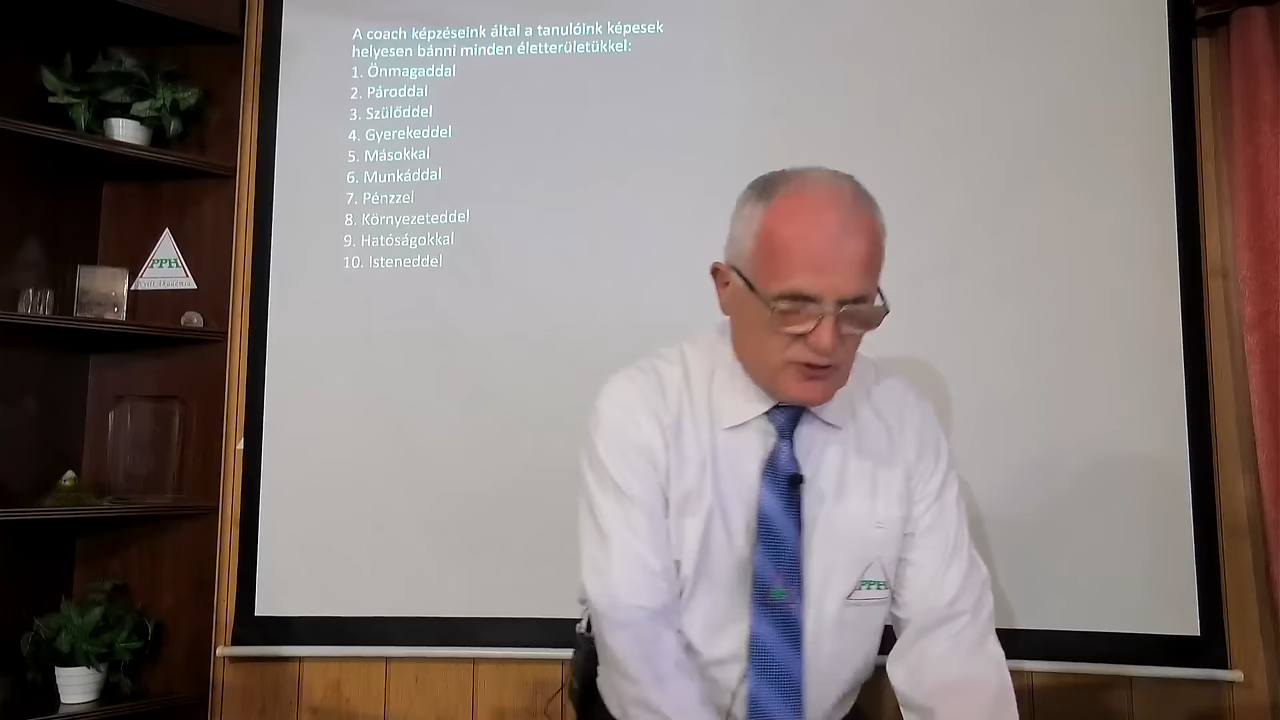 A coach képzéseink által a tanulóink képesek
helyesen bánni minden életterületükkel:
1. Önmagaddal
2. Pároddal
3. Szülőddel
4. Gyerekeddel
5. Másokkal
6. Munkáddal
7. Pénzzel
8. Környezeteddel
9. Hatóságokkal
10. Isteneddel
PPH
PPH